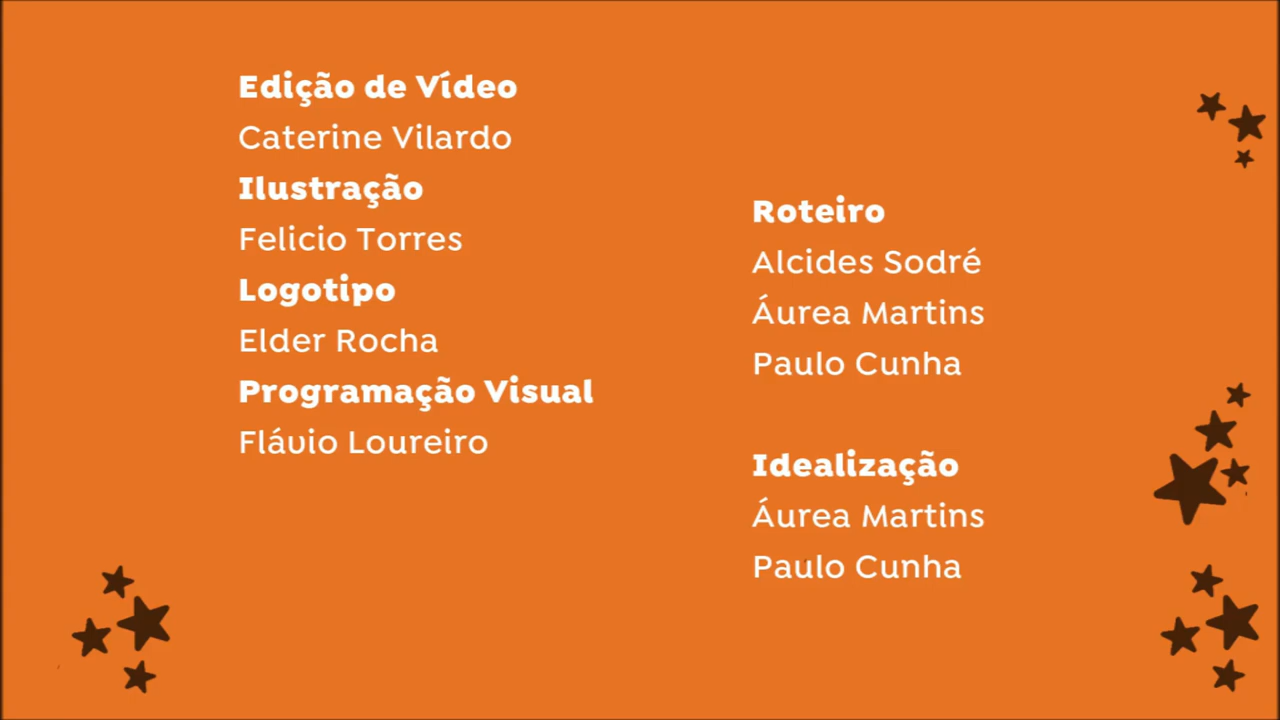 Edição de Vídeo
Caterine Vilardo
Ilustração
Felicio Torres
Logotipo
Elder Rocha
Programação Visual
Flávio Loureiro
Roteiro
Alcides Sodré
Áurea Martins
Paulo Cunha
Idealização
Áurea Martins
Paulo Cunha